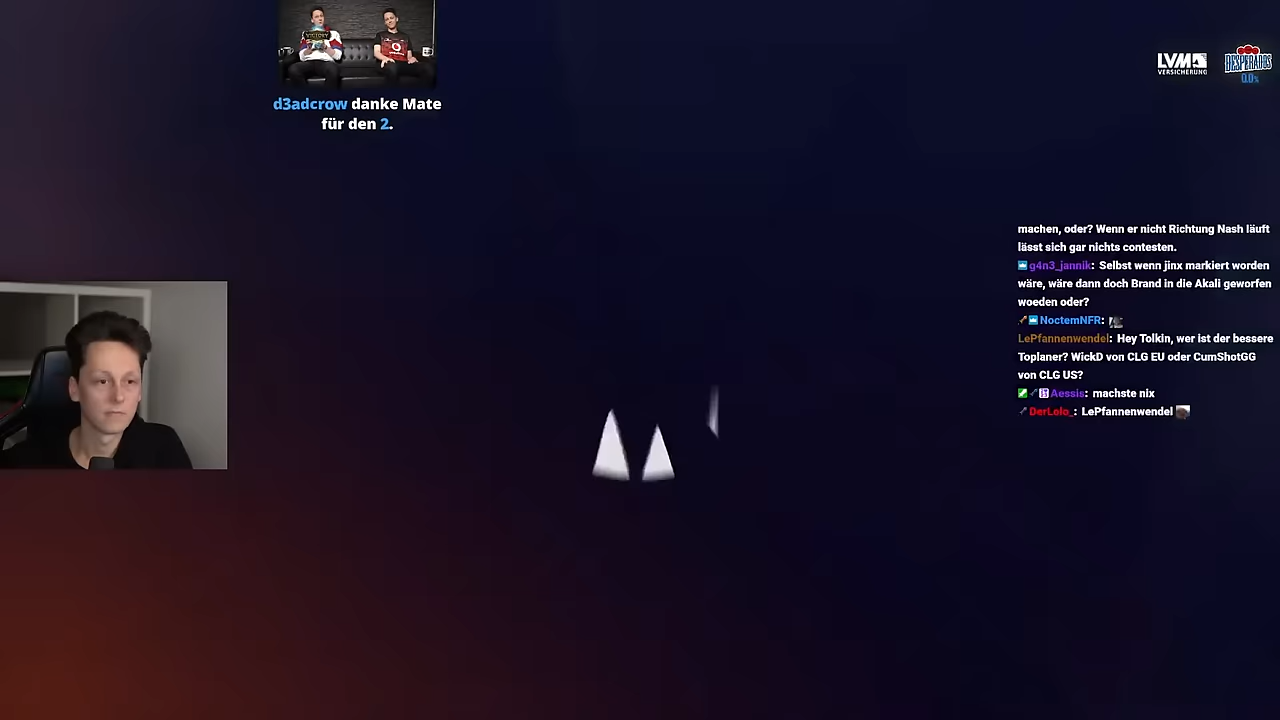 VICTORY
d3adcrow danke Mate
für den 2.
LVM
VERSICHERUNG
DESPERADOS
0.0%
machen, oder? Wenn er nicht Richtung Nash läuft
lässt sich gar nichts contesten.
g4n3_jannik: Selbst wenn jinx markiert worden
wäre, wäre dann doch Brand in die Akali geworfen
woeden oder?
NoctemNFR:
LePfannenwendel: Hey Tolkin, wer ist der bessere
Toplaner? WickD von CLG EU oder CumShotGG
von CLG US?
Aessis: machste nix
DerLolo_: LePfannenwendel